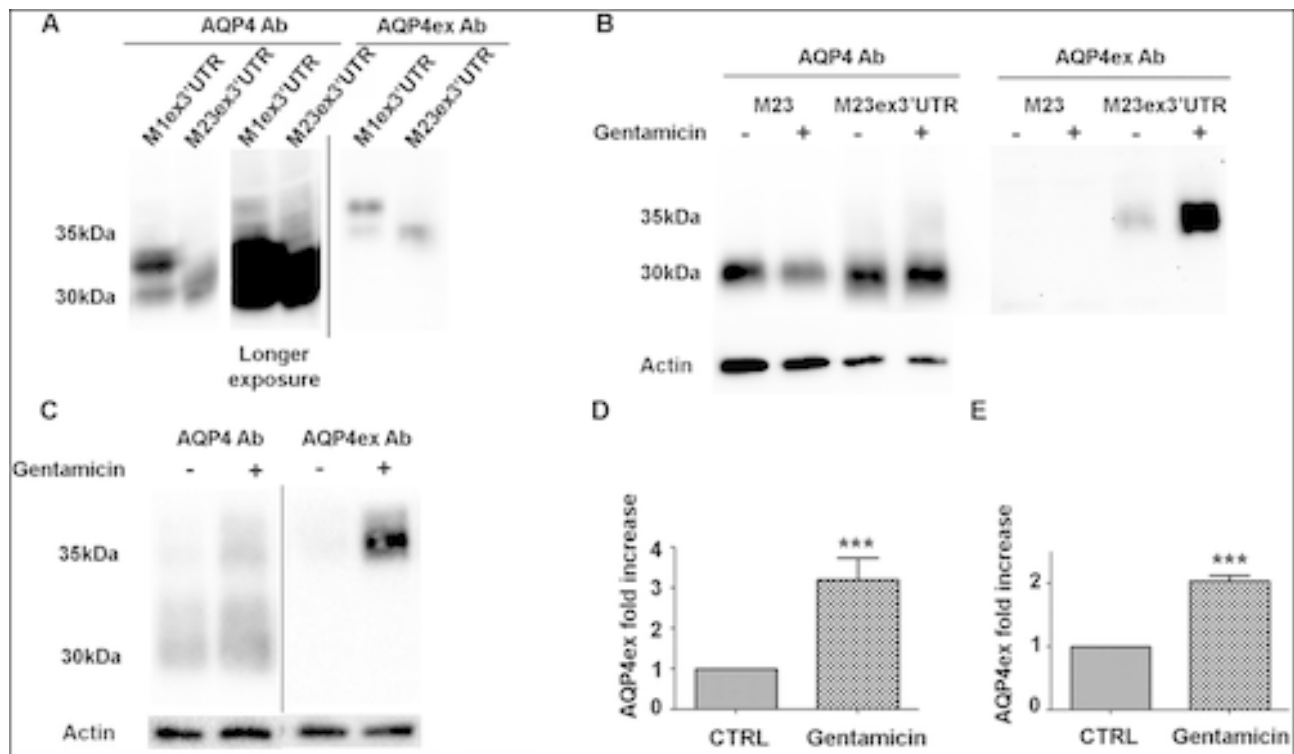 A
AQP4 Ab
AQP4ex Ab
M1ex3'UTR
M23ex3'UTR
M1ex3'UTR
M23ex3'UTR
M1ex3'UTR
M23ex3'UTR
35kDa
30kDa
Longer
exposure
B
AQP4 Ab
AQP4ex Ab
M23
M23ex3'UTR
M23
M23ex3'UTR
Gentamicin - + - + - + - +
35kDa
30kDa
Actin
C
AQP4 Ab
AQP4ex Ab
Gentamicin - + - +
35kDa
30kDa
Actin
D
AQP4ex fold increase
4
3
2
1
0
***
CTRL
Gentamicin
E
AQP4ex fold increase
2
1
0
***
CTRL
Gentamicin